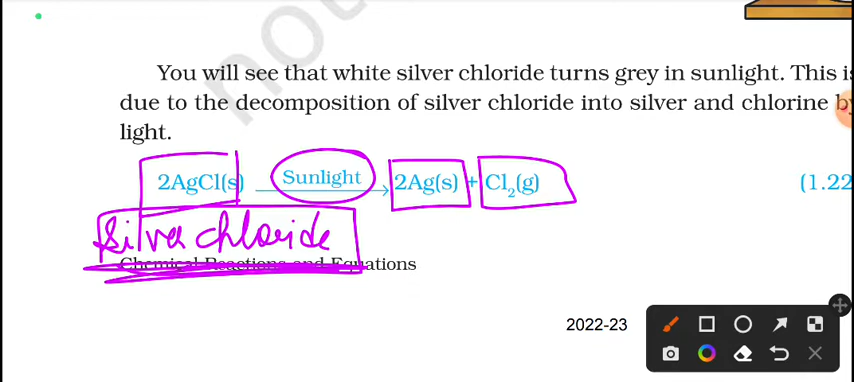 not
You will see that white silver chloride turns grey in sunlight. This is
due to the decomposition of silver chloride into silver and chlorine by
light.
2AgCl(s) Sunlight → 2Ag(s) + Cl₂(g) (1.22
Silver chloride
Chemical Reactions and Equations
2022-23